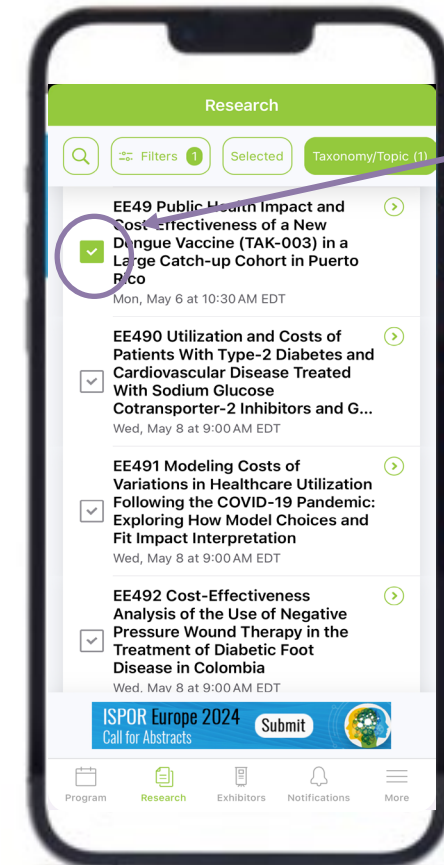 Research
Filters 1 Selected Taxonomy/Topic (1)
EE49 Public Health Impact and
Cost-Effectiveness of a New
Dengue Vaccine (TAK-003) in a
Large Catch-up Cohort in Puerto
Rico
Mon, May 6 at 10:30 AM EDT
EE490 Utilization and Costs of
Patients With Type-2 Diabetes and
Cardiovascular Disease Treated
With Sodium Glucose
Cotransporter-2 Inhibitors and G...
Wed, May 8 at 9:00 AM EDT
EE491 Modeling Costs of
Variations in Healthcare Utilization
Following the COVID-19 Pandemic:
Exploring How Model Choices and
Fit Impact Interpretation
Wed, May 8 at 9:00 AM EDT
EE492 Cost-Effectiveness
Analysis of the Use of Negative
Pressure Wound Therapy in the
Treatment of Diabetic Foot
Disease in Colombia
Wed, May 8 at 9:00 AM EDT
ISPOR Europe 2024
Call for Abstracts
Submit
Program Research Exhibitors Notifications More